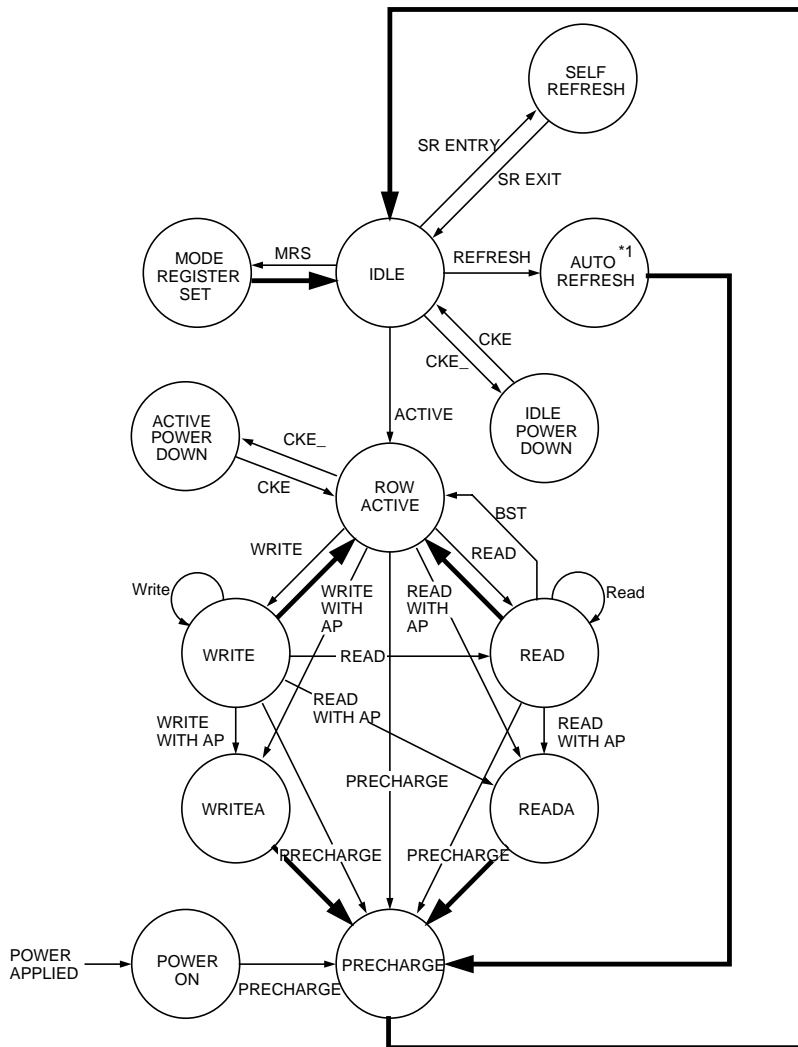 SELF
REFRESH
SR ENTRY
SR EXIT
MODE
REGISTER
SET
MRS
IDLE
REFRESH
AUTO *1
REFRESH
CKE
CKE_
ACTIVE
IDLE
POWER
DOWN
ACTIVE
POWER
DOWN
CKE_
CKE
ROW
ACTIVE
BST
WRITE
READ
Write
WRITE
WITH
AP
READ
WITH
AP
Read
WRITE
READ
READ
READ
WITH AP
WRITE
WITH AP
READ
WITH AP
PRECHARGE
WRITEA
READA
PRECHARGE
PRECHARGE
POWER
APPLIED
POWER
ON
PRECHARGE
PRECHARGE